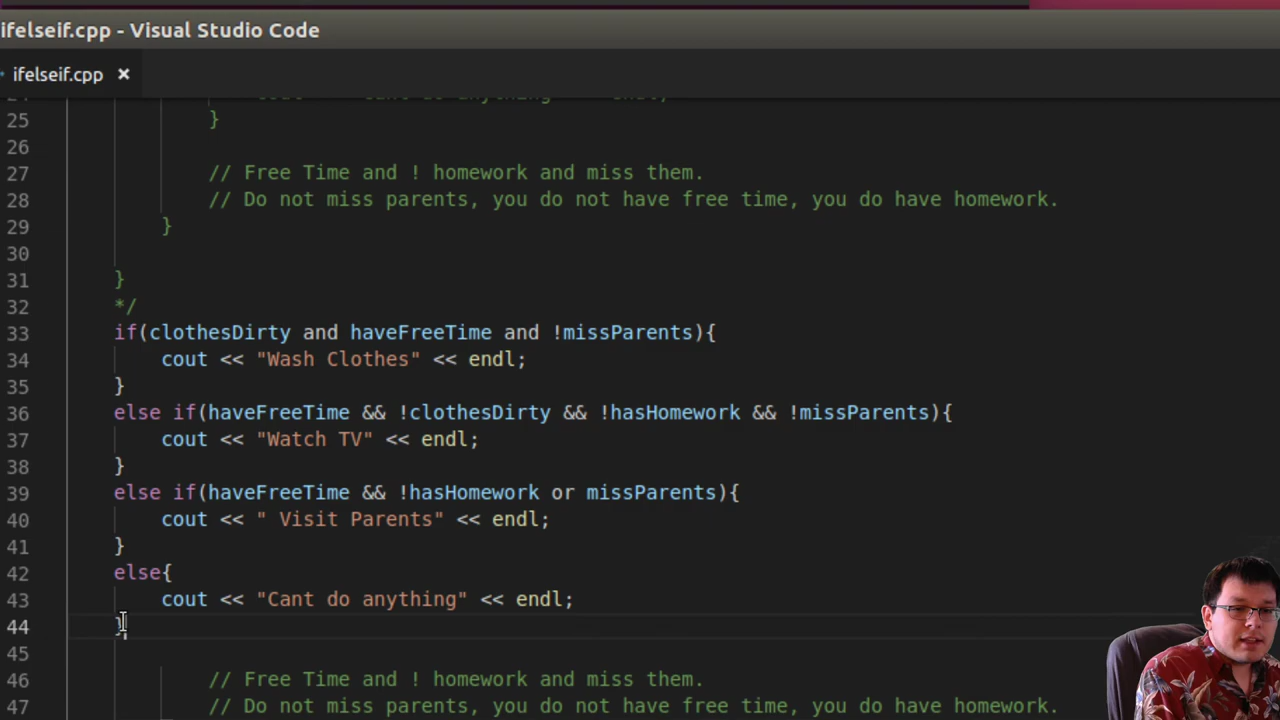 ifelseif.cpp - Visual Studio Code
ifelseif.cpp ×
25 }
26
27 // Free Time and ! homework and miss them.
28 // Do not miss parents, you do not have free time, you do have homework.
29 }
30
31 }
32 */
33 if(clothesDirty and haveFreeTime and !missParents){
34 cout << "Wash Clothes" << endl;
35 }
36 else if(haveFreeTime && !clothesDirty && !hasHomework && !missParents){
37 cout << "Watch TV" << endl;
38 }
39 else if(haveFreeTime && !hasHomework or missParents){
40 cout << " Visit Parents" << endl;
41 }
42 else{
43 cout << "Cant do anything" << endl;
44 }
45
46 // Free Time and ! homework and miss them.
47 // Do not miss parents, you do not have free time, you do have homework.